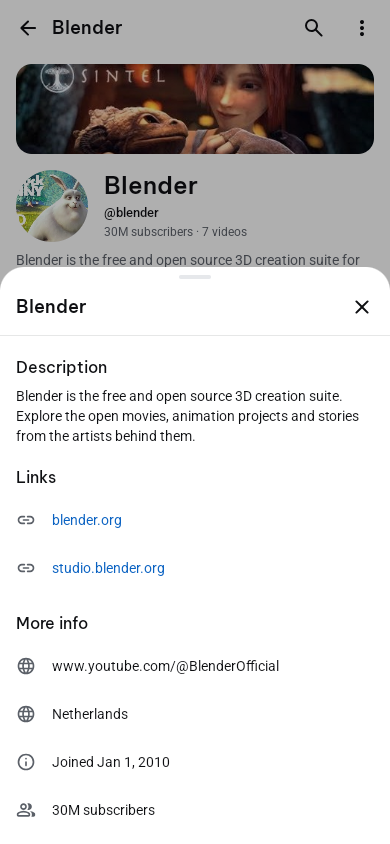 Blender
SINTEL
Blender
@blender
30M subscribers · 7 videos
Blender is the free and open source 3D creation suite for
Blender
Description
Blender is the free and open source 3D creation suite.
Explore the open movies, animation projects and stories
from the artists behind them.
Links
blender.org
studio.blender.org
More info
www.youtube.com/@BlenderOfficial
Netherlands
Joined Jan 1, 2010
30M subscribers